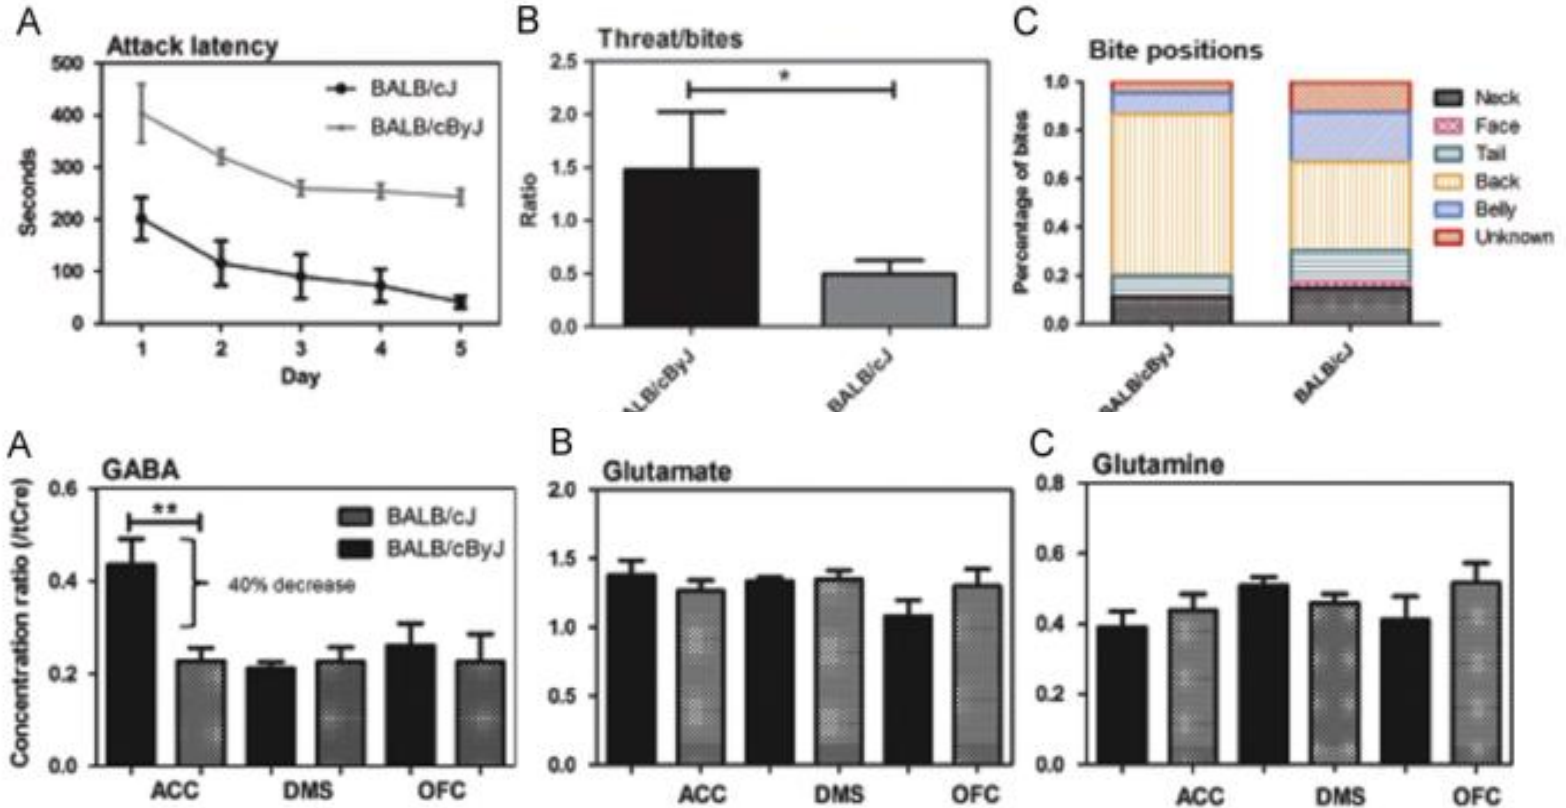 A
Attack latency
500
400
300
200
100
0
Seconds
BALB/cJ
BALB/cByJ
1 2 3 4 5
Day
B
Threat/bites
2.5
2.0
1.5
1.0
0.5
0.0
Ratio
*
ALB/cByJ
BALB/cJ
C
Bite positions
1.0
0.8
0.6
0.4
0.2
0.0
Percentage of bites
Neck
Face
Tail
Back
Belly
Unknown
BALB/cByJ
BALB/cJ
A
GABA
0.6
0.4
0.2
0.0
Concentration ratio (/tCre)
**
BALB/cJ
BALB/cByJ
40% decrease
ACC DMS OFC
B
Glutamate
2.0
1.5
1.0
0.5
0.0
ACC DMS OFC
C
Glutamine
0.8
0.6
0.4
0.2
0.0
ACC DMS OFC